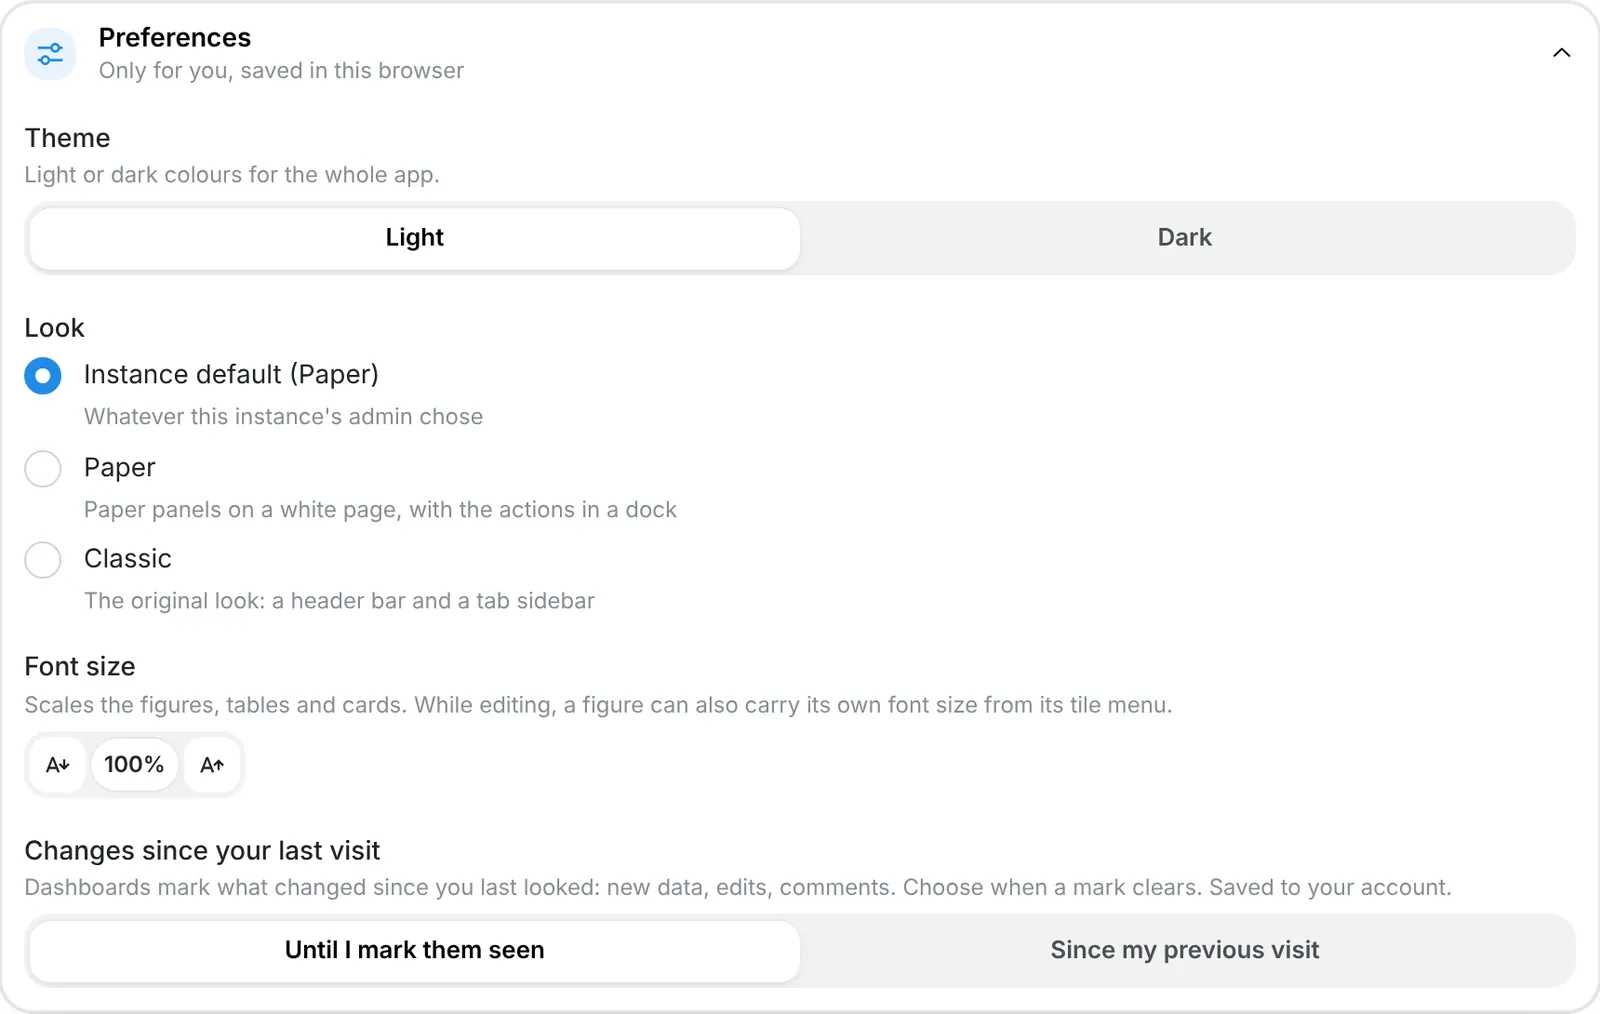 Preferences
Only for you, saved in this browser
Theme
Light or dark colours for the whole app.
Light
Dark
Look
Instance default (Paper)
Whatever this instance's admin chose
Paper
Paper panels on a white page, with the actions in a dock
Classic
The original look: a header bar and a tab sidebar
Font size
Scales the figures, tables and cards. While editing, a figure can also carry its own font size from its tile menu.
A↓ 100% A↑
Changes since your last visit
Dashboards mark what changed since you last looked: new data, edits, comments. Choose when a mark clears. Saved to your account.
Until I mark them seen
Since my previous visit